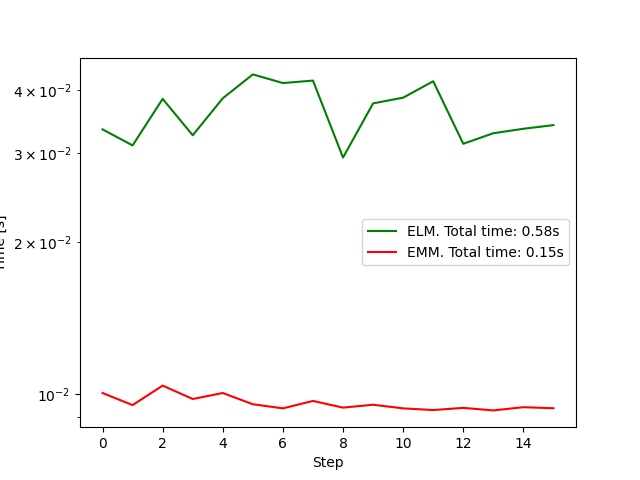 4 × 10⁻²
3 × 10⁻²
2 × 10⁻²
10⁻²
Time [s]
ELM. Total time: 0.58s
EMM. Total time: 0.15s
0 2 4 6 8 10 12 14
Step